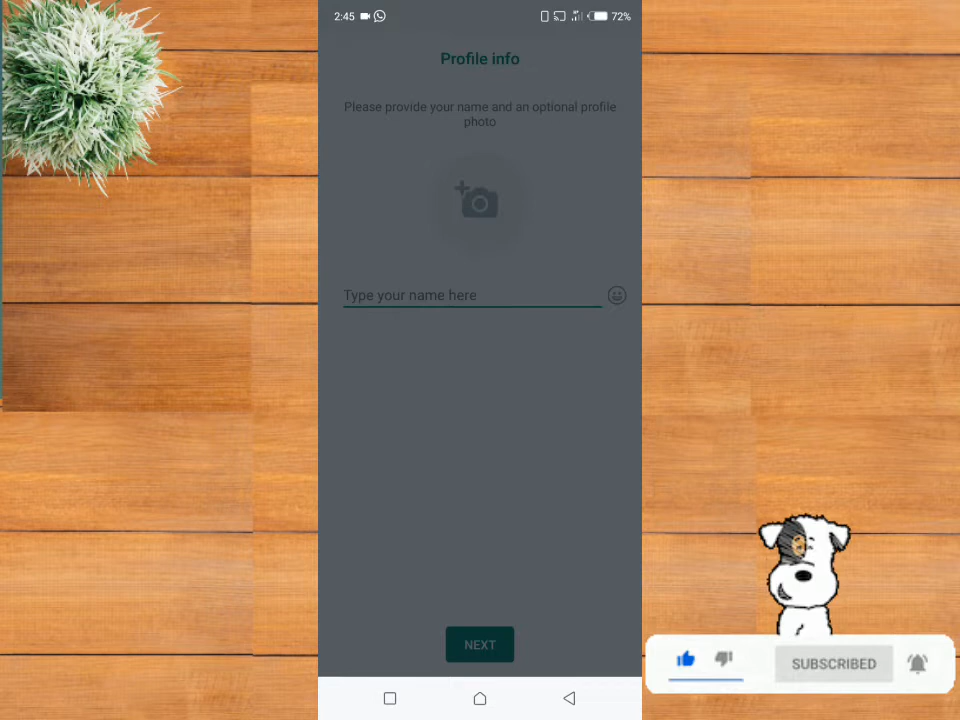 2:45
72%
Profile info
Please provide your name and an optional profile
photo
Type your name here
NEXT
SUBSCRIBED